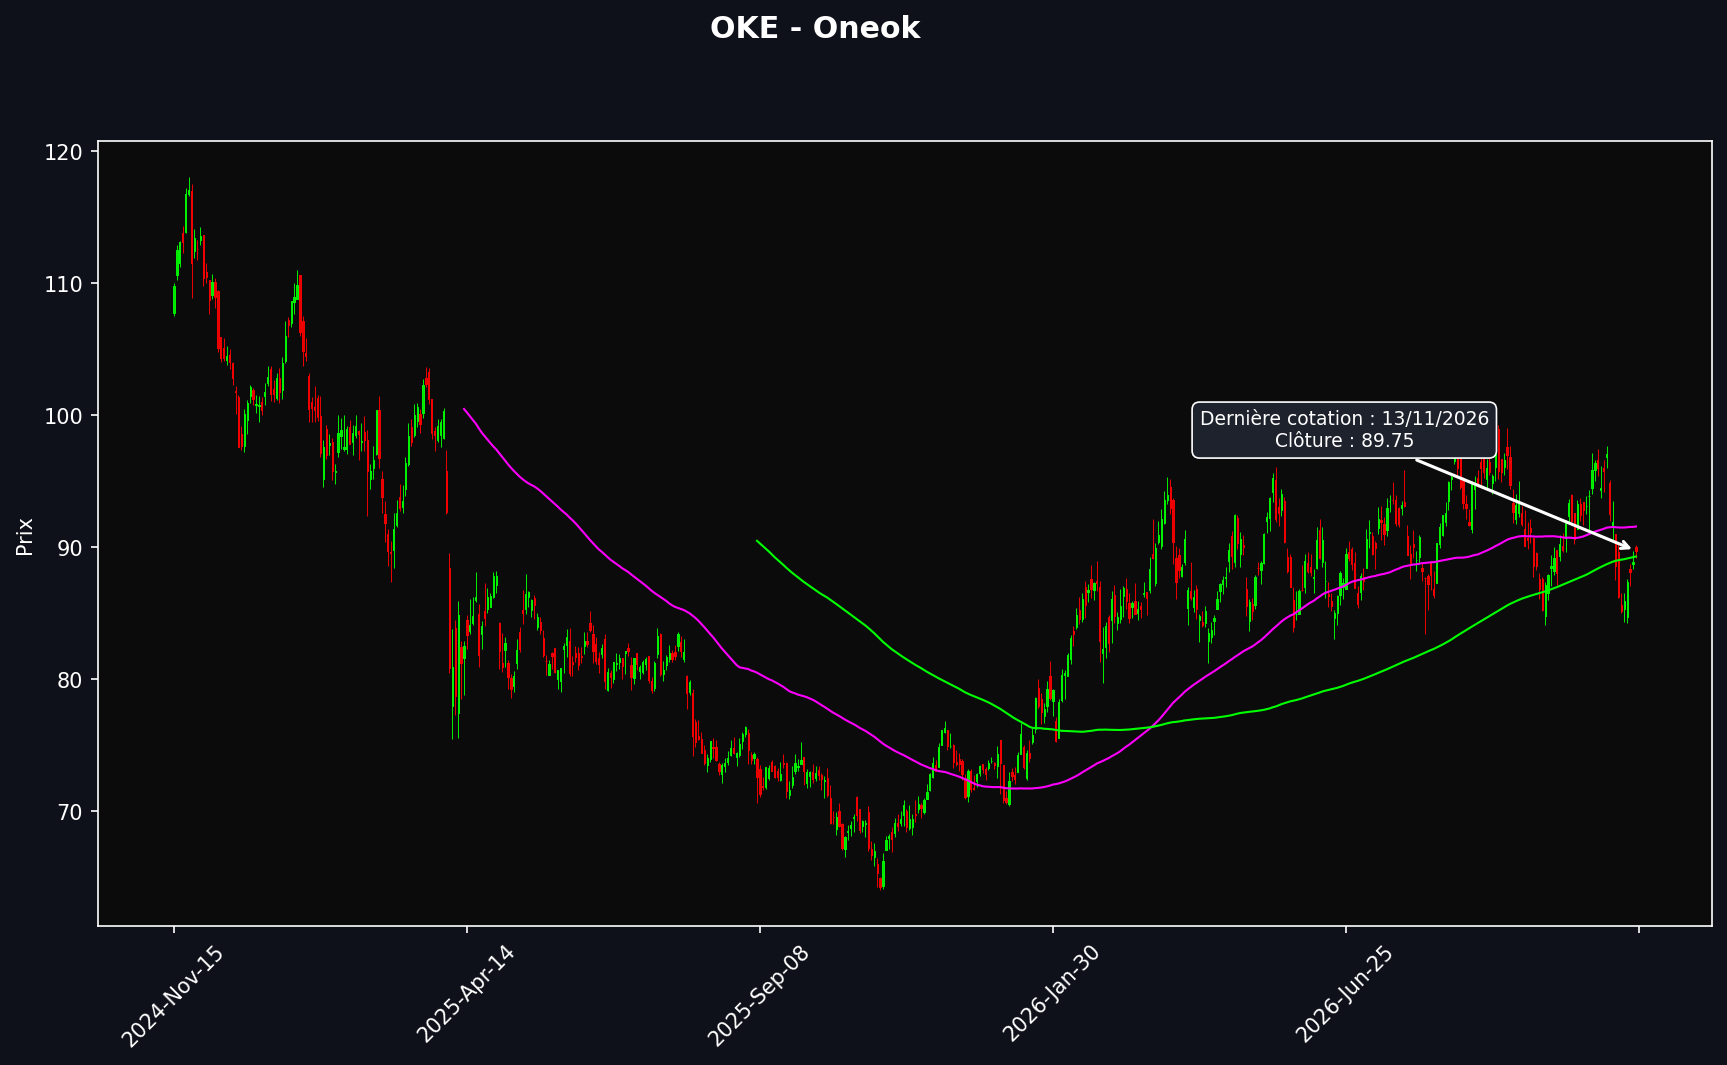 OKE - Oneok
120
110
100
90
80
70
Prix
Dernière cotation : 13/11/2026
Clôture : 89.75
2024-Nov-15
2025-Apr-14
2025-Sep-08
2026-Jan-30
2026-Jun-25